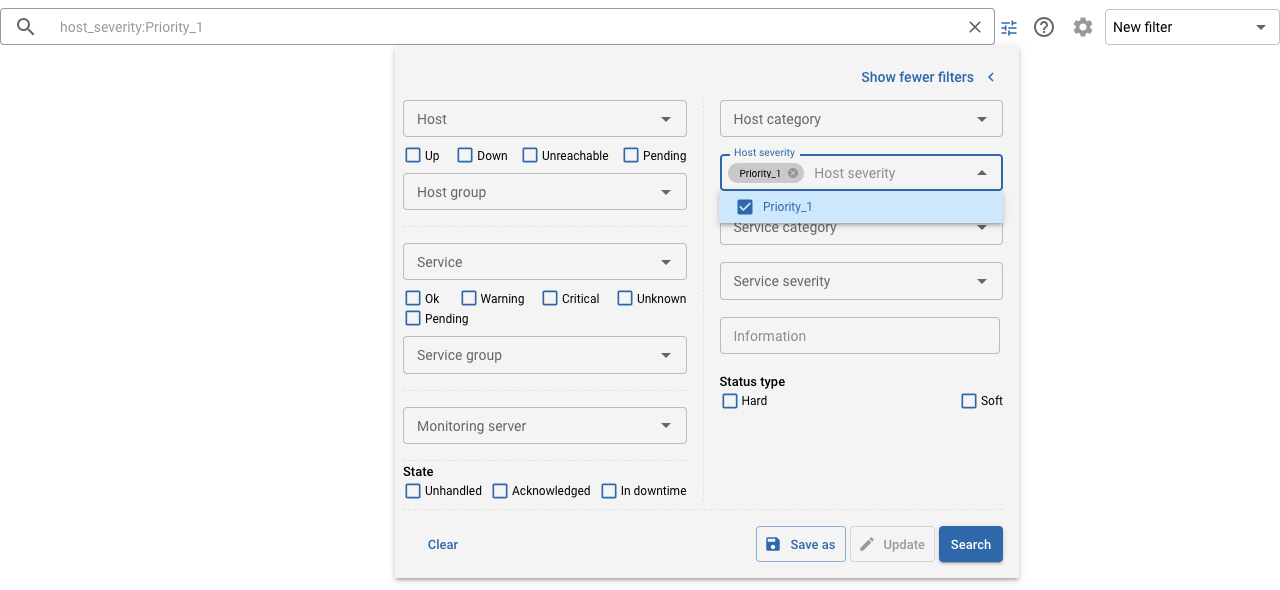 host_severity:Priority_1
New filter
Show fewer filters
Host
Up Down Unreachable Pending
Host group
Service
Ok Warning Critical Unknown
Pending
Service group
Monitoring server
State
Unhandled Acknowledged In downtime
Host category
Host severity
Priority_1 Host severity
Priority_1
Service category
Service severity
Information
Status type
Hard Soft
Clear Save as Update Search